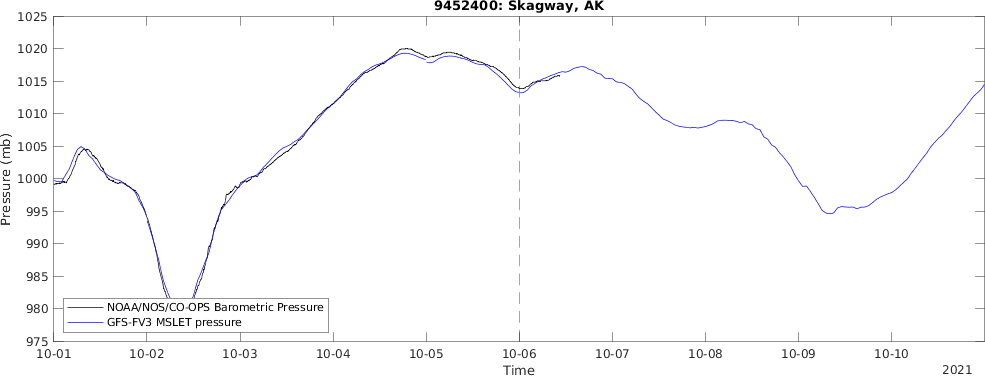 9452400: Skagway, AK
Pressure (mb)
1025
1020
1015
1010
1005
1000
995
990
985
980
975
NOAA/NOS/CO-OPS Barometric Pressure
GFS-FV3 MSLET pressure
10-01 10-02 10-03 10-04 10-05 10-06 10-07 10-08 10-09 10-10
Time
2021